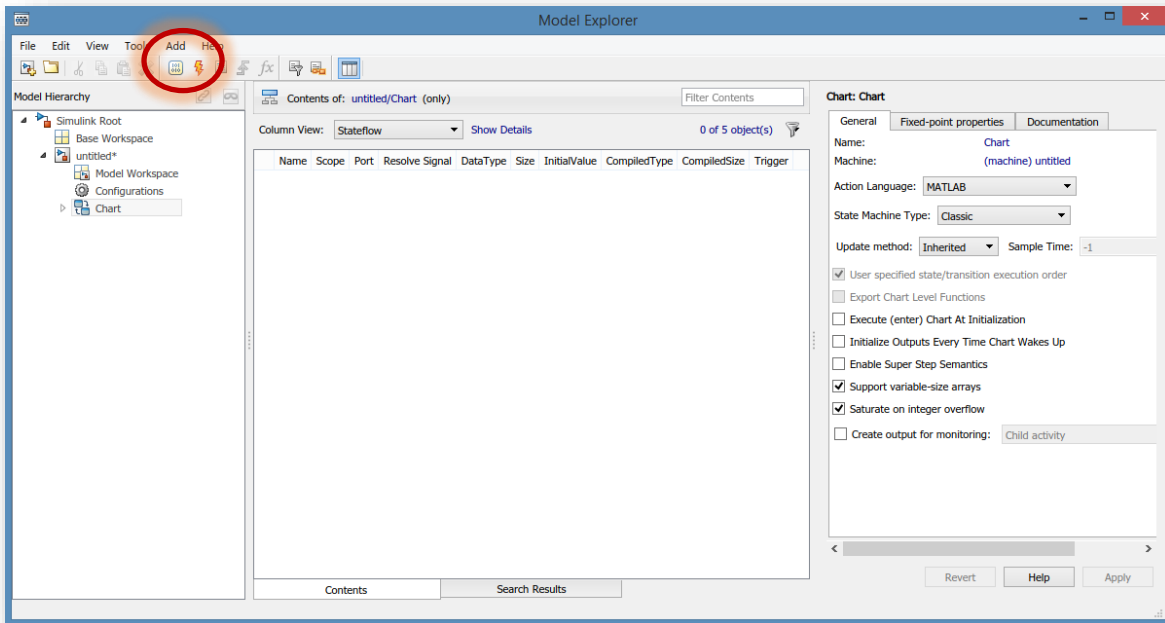 Model Explorer
File Edit View Tools Add Help
fx
Model Hierarchy
Simulink Root
Base Workspace
untitled*
Model Workspace
Configurations
Chart
Contents of: untitled/Chart (only)
Filter Contents
Column View: Stateflow Show Details 0 of 5 object(s)
Name Scope Port Resolve Signal DataType Size InitialValue CompiledType CompiledSize Trigger
Contents Search Results
Chart: Chart
General Fixed-point properties Documentation
Name: Chart
Machine: (machine) untitled
Action Language: MATLAB
State Machine Type: Classic
Update method: Inherited Sample Time: -1
User specified state/transition execution order
Export Chart Level Functions
Execute (enter) Chart At Initialization
Initialize Outputs Every Time Chart Wakes Up
Enable Super Step Semantics
Support variable-size arrays
Saturate on integer overflow
Create output for monitoring: Child activity
Revert Help Apply